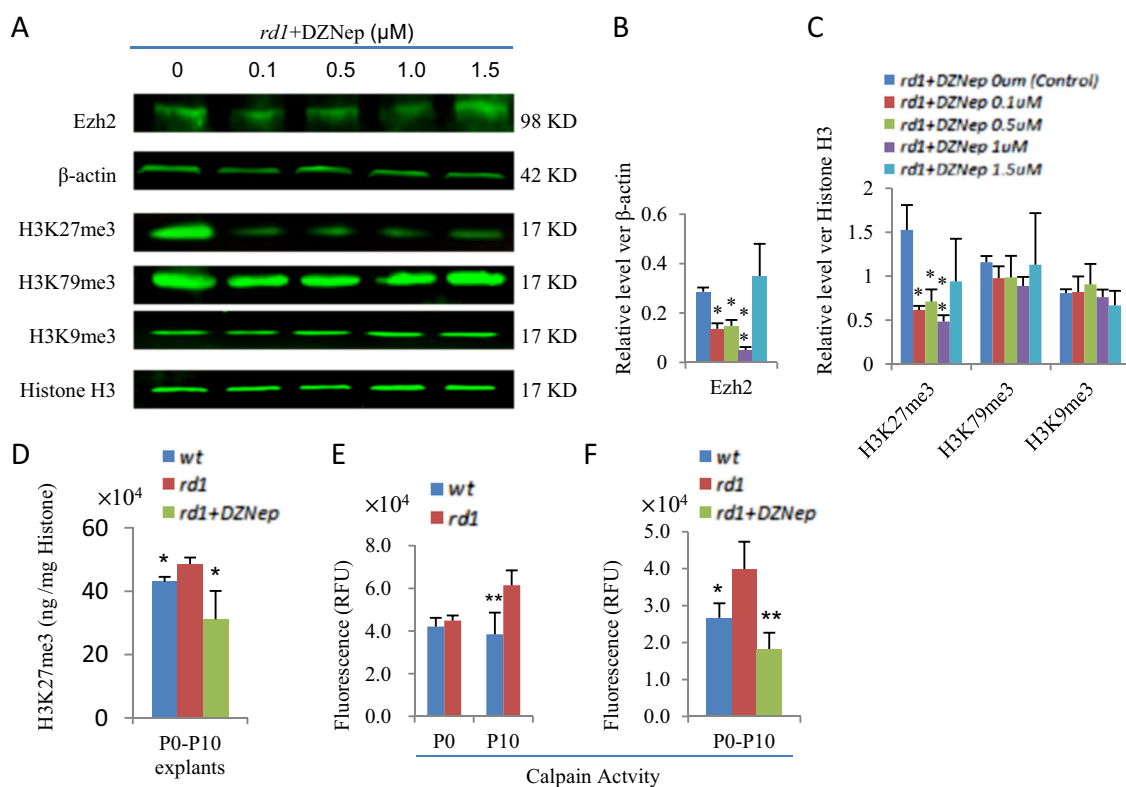 A
rd1+DZNep (µM)
0 0.1 0.5 1.0 1.5
Ezh2 98 KD
β-actin 42 KD
H3K27me3 17 KD
H3K79me3 17 KD
H3K9me3 17 KD
Histone H3 17 KD
B
Relative level ver β-actin
0.6
0.4
0.2
0
* * * *
Ezh2
C
rd1+DZNep 0um (Control)
rd1+DZNep 0.1uM
rd1+DZNep 0.5uM
rd1+DZNep 1uM
rd1+DZNep 1.5uM
Relative level ver Histone H3
2
1.5
1
0.5
0
* * * *
H3K27me3
H3K79me3
H3K9me3
D
wt
rd1
rd1+DZNep
×10⁴
H3K27me3 (ng /mg Histone)
60
40
20
0
* *
P0-P10
explants
E
wt
rd1
×10⁴
Fluorescence (RFU)
8.0
6.0
4.0
2.0
0.0
**
P0 P10
F
wt
rd1
rd1+DZNep
×10⁴
Fluorescence (RFU)
5.0
4.0
3.0
2.0
1.0
0.0
* **
P0-P10
Calpain Actvity